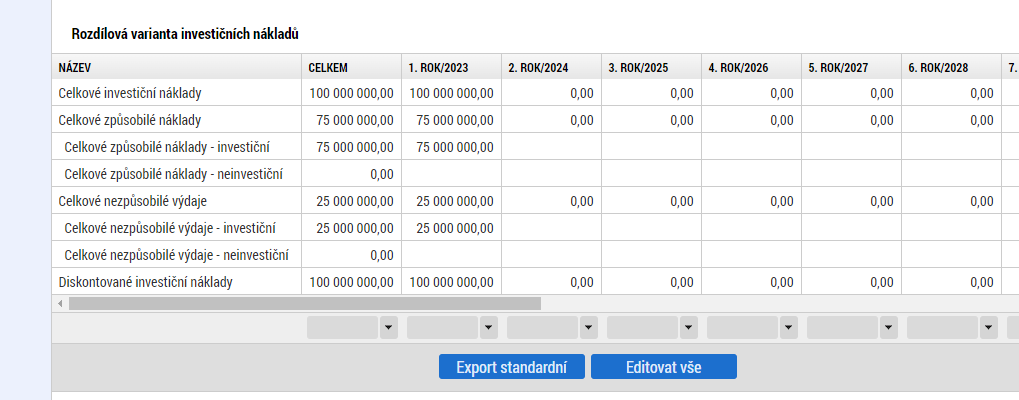 Rozdílová varianta investičních nákladů
NÁZEV CELKEM 1. ROK/2023 2. ROK/2024 3. ROK/2025 4. ROK/2026 5. ROK/2027 6. ROK/2028 7.
Celkové investiční náklady 100 000 000,00 100 000 000,00 0,00 0,00 0,00 0,00 0,00
Celkové způsobilé náklady 75 000 000,00 75 000 000,00 0,00 0,00 0,00 0,00 0,00
Celkové způsobilé náklady - investiční 75 000 000,00 75 000 000,00
Celkové způsobilé náklady - neinvestiční 0,00
Celkové nezpůsobilé výdaje 25 000 000,00 25 000 000,00 0,00 0,00 0,00 0,00 0,00
Celkové nezpůsobilé výdaje - investiční 25 000 000,00 25 000 000,00
Celkové nezpůsobilé výdaje - neinvestiční 0,00
Diskontované investiční náklady 100 000 000,00 100 000 000,00 0,00 0,00 0,00 0,00 0,00
Export standardní Editovat vše